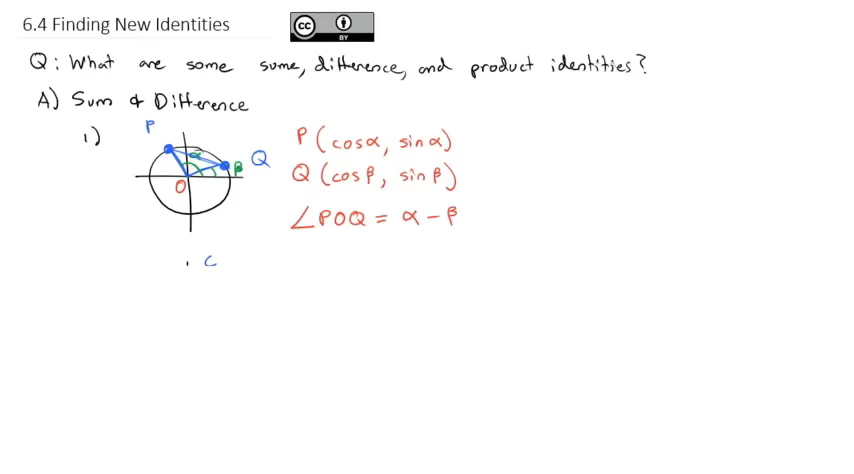 6.4 Finding New Identities
cc BY
Q: What are some sume, difference, and product identities?
A) Sum & Difference
1)
P
α
Q
β
O
P (cosα, sinα)
Q (cosβ, sinβ)
∠POQ = α - β